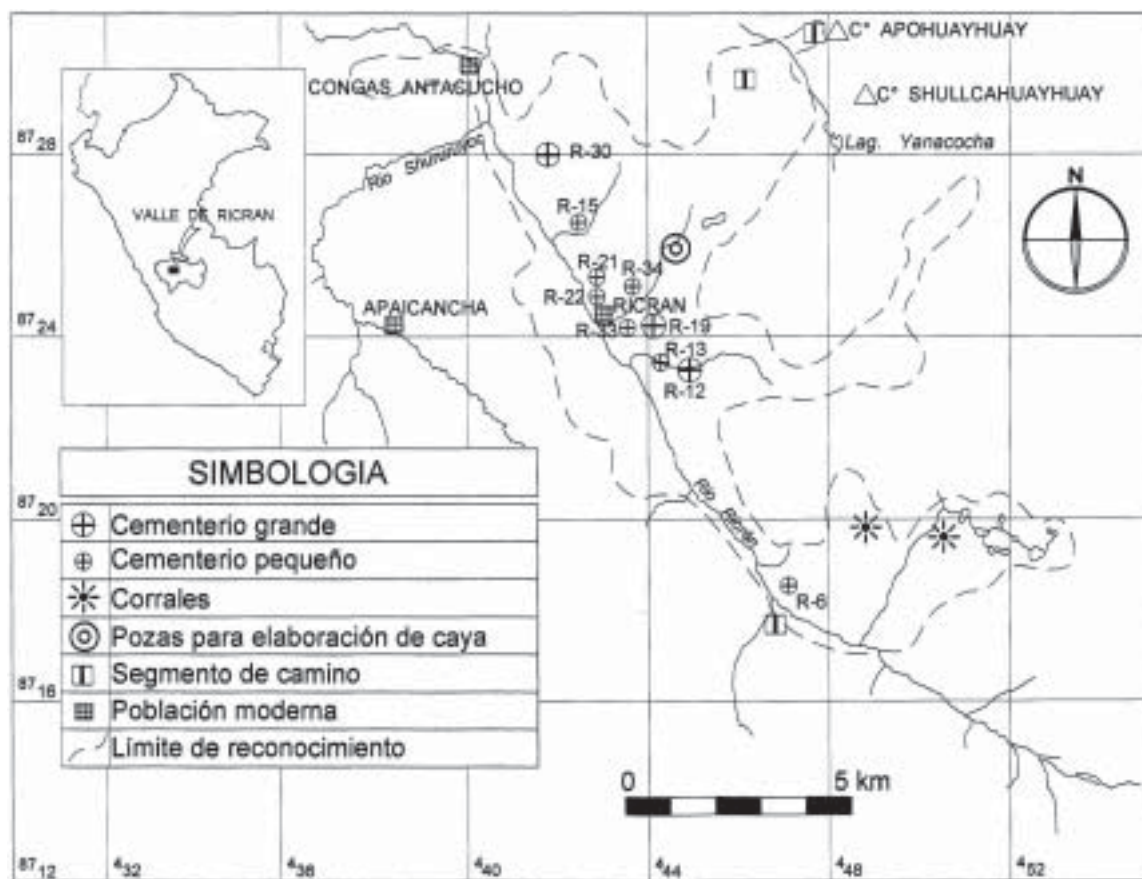 C° APOHUAYHUAY
CONGAS ANTACUCHO
C° SHULLCAHUAYHUAY
87 28
Lag. Yanacocha
R-30
VALLE DE RICRAN
N
R-15
R-21
R-34
R-22
RICRAN
APAICANCHA
R-33
R-19
87 24
R-13
R-12
SIMBOLOGIA
Cementerio grande
87 20
Cementerio pequeño
Corrales
R-6
Pozas para elaboración de caya
Segmento de camino
87 16
Población moderna
Límite de reconocimiento
0 5 km
87 12
4 32
4 36
4 40
4 44
4 48
4 52